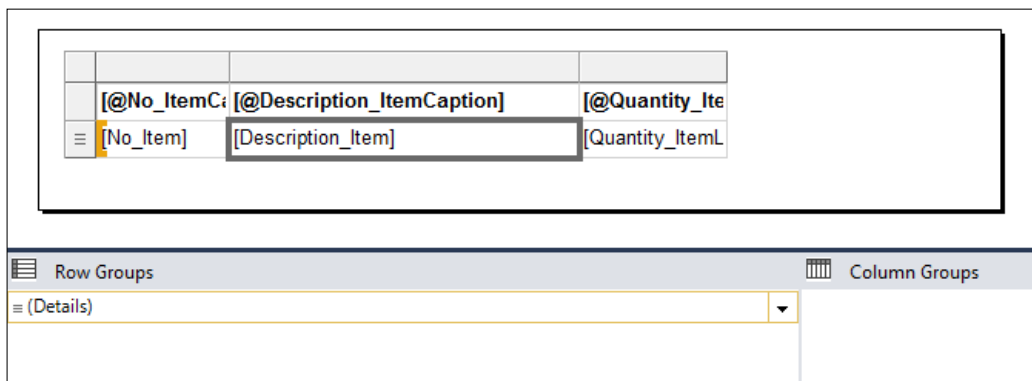 [@No_ItemCa [@Description_ItemCaption] [@Quantity_Ite
[No_Item] [Description_Item] [Quantity_ItemL
Row Groups Column Groups
(Details)